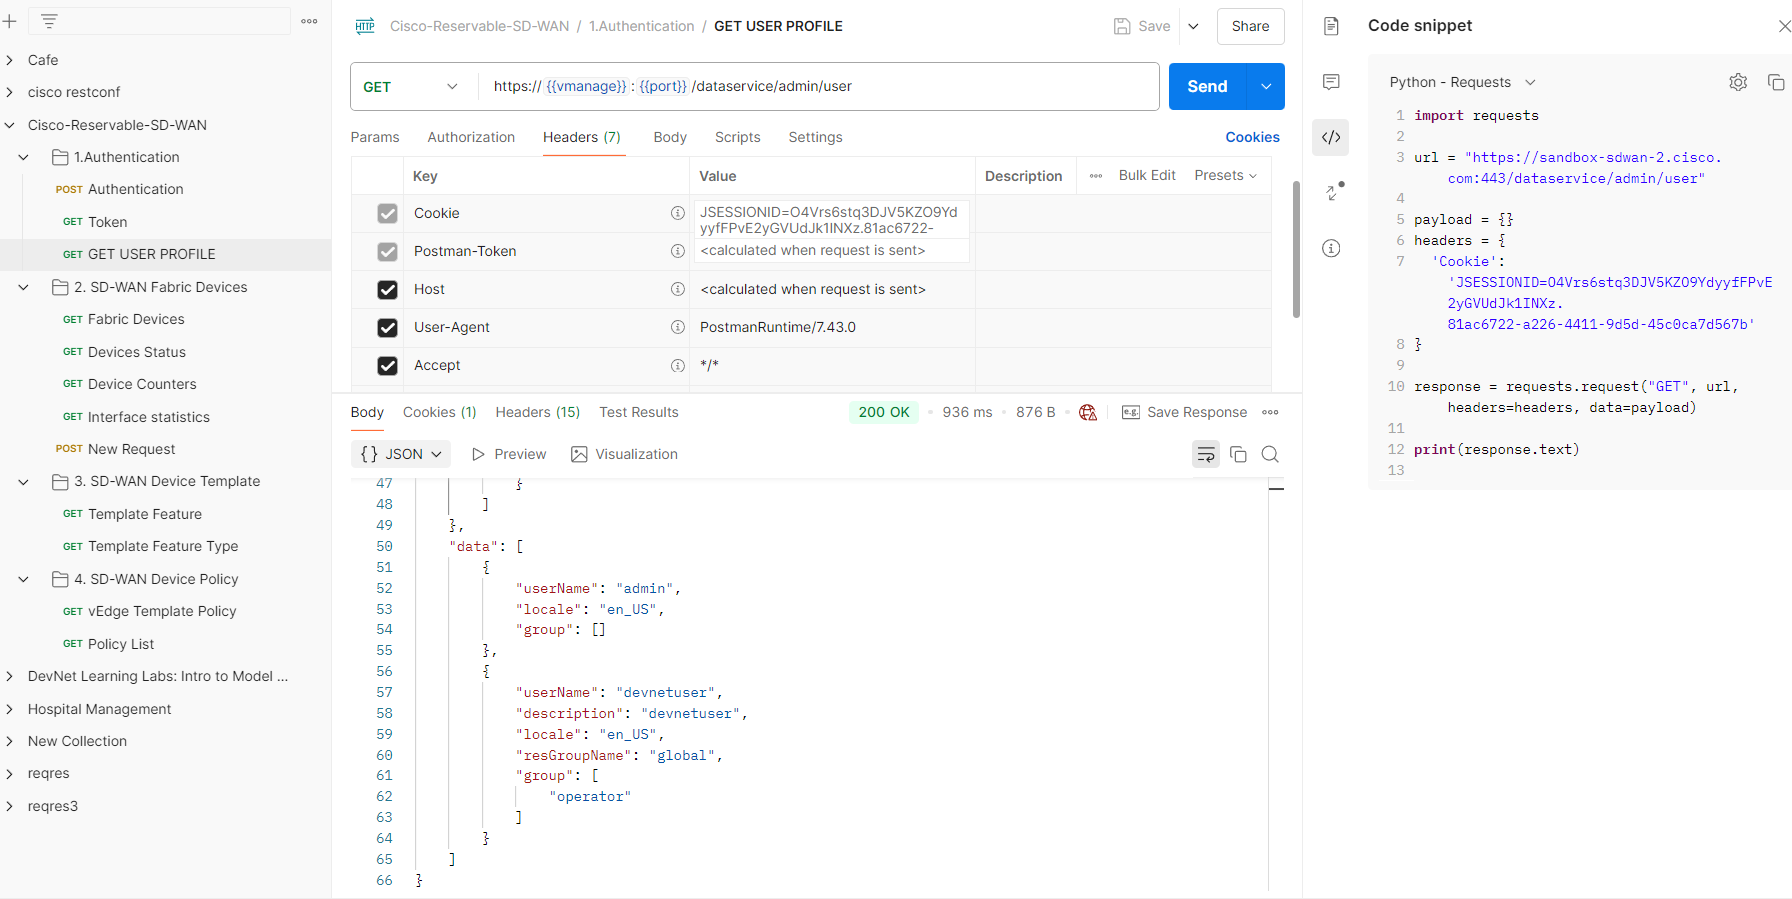 Cafe
cisco restconf
Cisco-Reservable-SD-WAN
1.Authentication
POST Authentication
GET Token
GET GET USER PROFILE
2. SD-WAN Fabric Devices
GET Fabric Devices
GET Devices Status
GET Device Counters
GET Interface statistics
POST New Request
3. SD-WAN Device Template
GET Template Feature
GET Template Feature Type
4. SD-WAN Device Policy
GET vEdge Template Policy
GET Policy List
DevNet Learning Labs: Intro to Model ...
Hospital Management
New Collection
reqres
reqres3
HTTP Cisco-Reservable-SD-WAN / 1.Authentication / GET USER PROFILE
Save
Share
GET
https:// {{vmanage}} : {{port}} /dataservice/admin/user
Send
Params Authorization Headers (7) Body Scripts Settings Cookies
Key Value Description Bulk Edit Presets
Cookie
JSESSIONID=O4Vrs6stq3DJV5KZO9Yd
yyfFPvE2yGVUdJk1INXz.81ac6722-
Postman-Token <calculated when request is sent>
Host <calculated when request is sent>
User-Agent PostmanRuntime/7.43.0
Accept */*
Body Cookies (1) Headers (15) Test Results 200 OK 936 ms 876 B e.g. Save Response
{} JSON Preview Visualization
47 }
48 ]
49 },
50 "data": [
51 {
52 "userName": "admin",
53 "locale": "en_US",
54 "group": []
55 },
56 {
57 "userName": "devnetuser",
58 "description": "devnetuser",
59 "locale": "en_US",
60 "resGroupName": "global",
61 "group": [
62 "operator"
63 ]
64 }
65 ]
66 }
Code snippet
Python - Requests
1 import requests
2
3 url = "https://sandbox-sdwan-2.cisco.
com:443/dataservice/admin/user"
4
5 payload = {}
6 headers = {
7 'Cookie':
'JSESSIONID=O4Vrs6stq3DJV5KZO9YdyyfFPvE
2yGVUdJk1INXz.
81ac6722-a226-4411-9d5d-45c0ca7d567b'
8 }
9
10 response = requests.request("GET", url,
headers=headers, data=payload)
11
12 print(response.text)
13